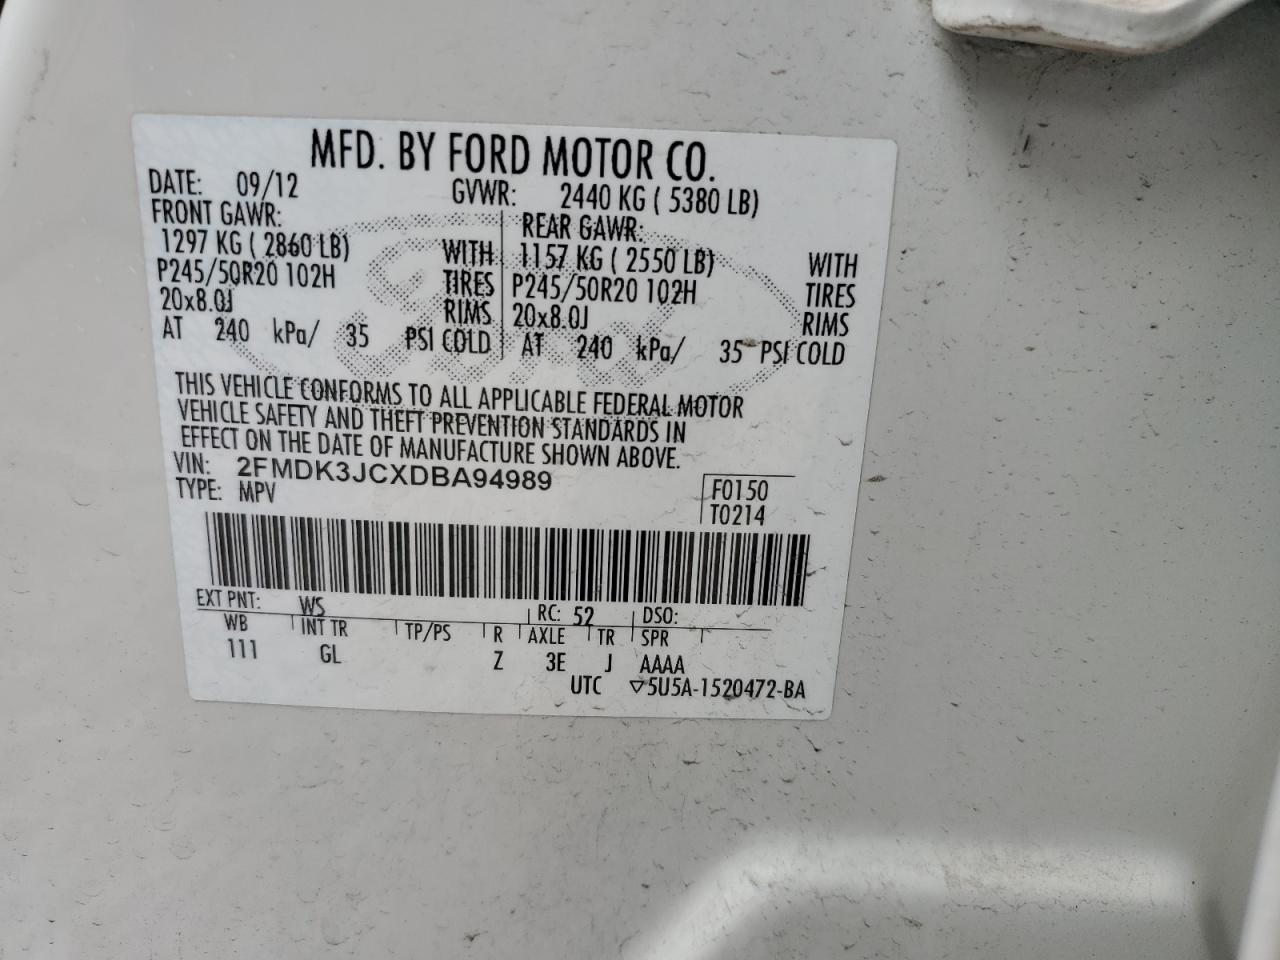 MFD. BY FORD MOTOR CO.
DATE: 09/12 GVWR: 2440 KG ( 5380 LB)
FRONT GAWR: REAR GAWR:
1297 KG ( 2860 LB) WITH 1157 KG ( 2550 LB) WITH
P245/50R20 102H TIRES P245/50R20 102H TIRES
20x8.0J RIMS 20x8.0J RIMS
AT 240 kPa/ 35 PSI COLD AT 240 kPa/ 35 PSI COLD
THIS VEHICLE CONFORMS TO ALL APPLICABLE FEDERAL MOTOR
VEHICLE SAFETY AND THEFT PREVENTION STANDARDS IN
EFFECT ON THE DATE OF MANUFACTURE SHOWN ABOVE.
VIN: 2FMDK3JCXDBA94989
TYPE: MPV
F0150
T0214
EXT PNT: WS RC: 52 DSO:
WB INT TR TP/PS R AXLE TR SPR
111 GL Z 3E J AAAA
UTC ▽5U5A-1520472-BA